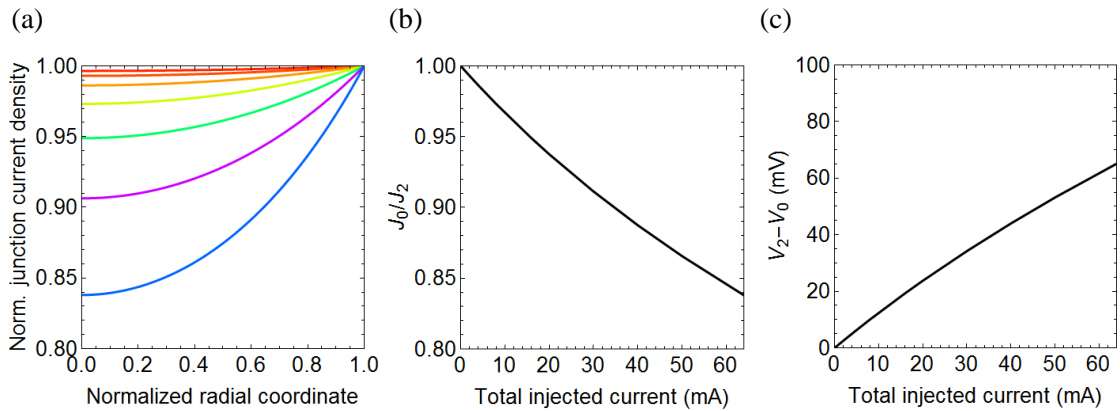 (a)
(b)
(c)
Norm. junction current density
1.00
0.95
0.90
0.85
0.80
0.0 0.2 0.4 0.6 0.8 1.0
Normalized radial coordinate
J0/J2
1.00
0.95
0.90
0.85
0.80
0 10 20 30 40 50 60
Total injected current (mA)
V2−V0 (mV)
100
80
60
40
20
0
0 10 20 30 40 50 60
Total injected current (mA)